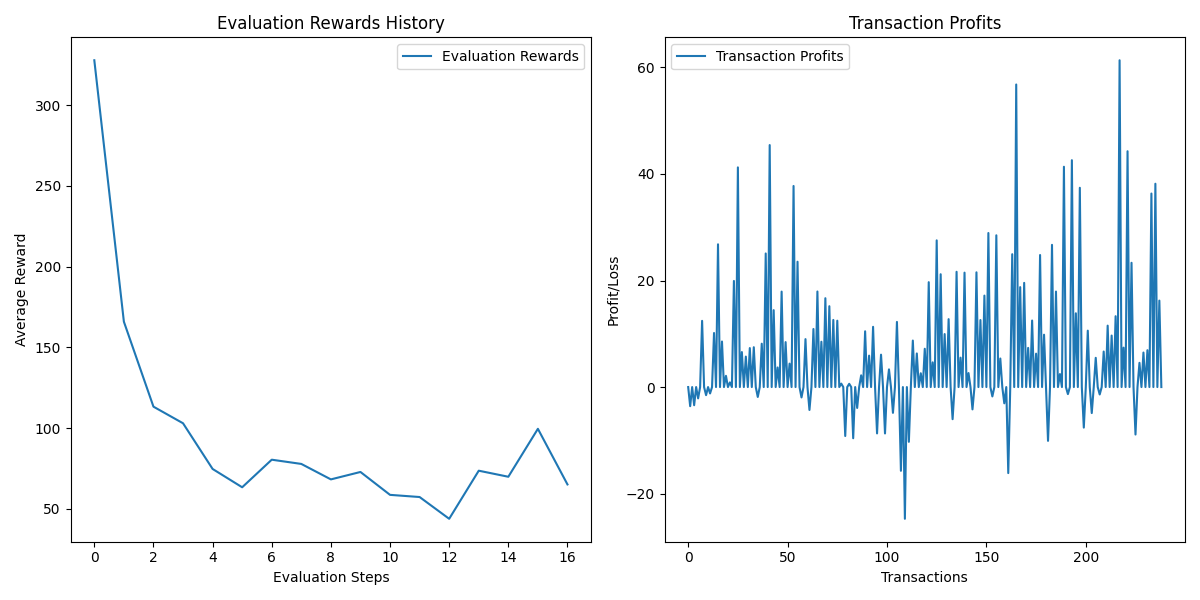 Evaluation Rewards History
Evaluation Rewards
Average Reward
300
250
200
150
100
50
0 2 4 6 8 10 12 14 16
Evaluation Steps
Transaction Profits
Transaction Profits
Profit/Loss
60
40
20
0
−20
0 50 100 150 200
Transactions